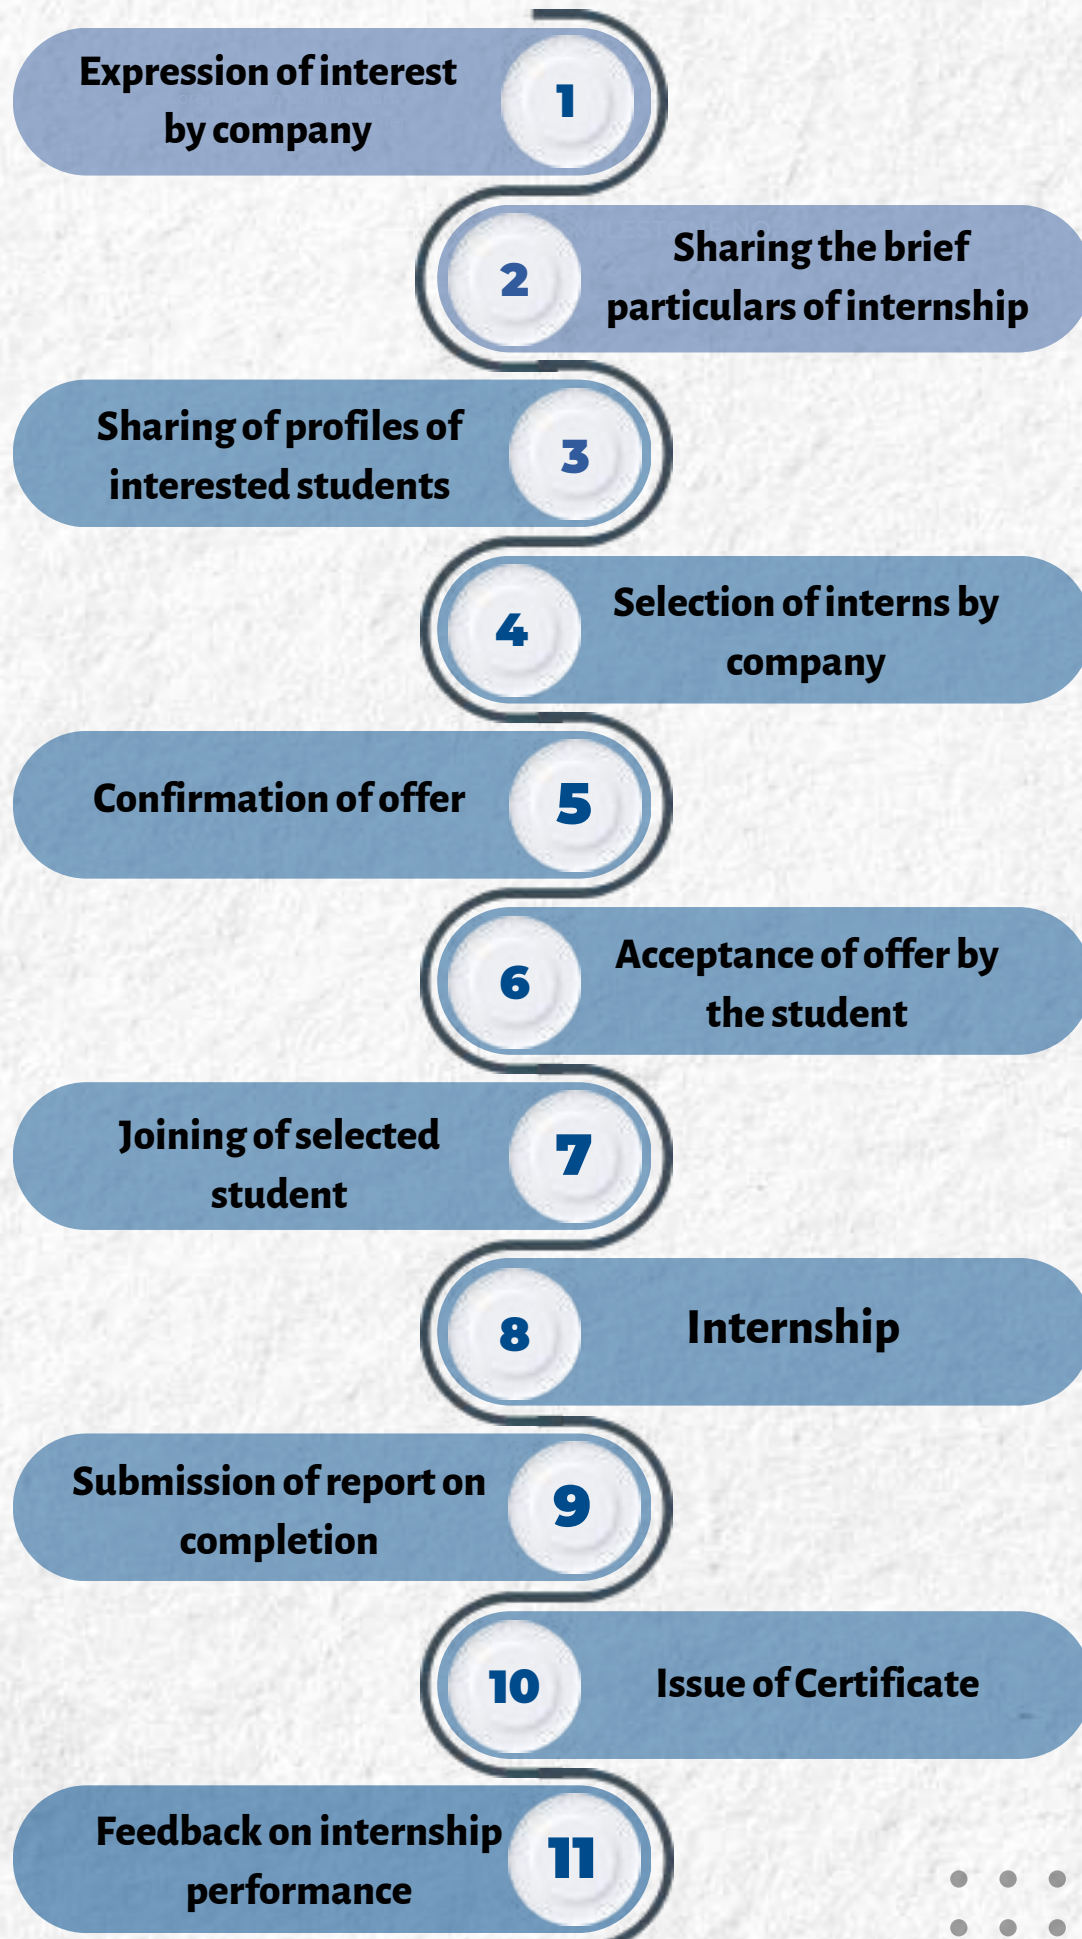 Expression of interest
by company
1
2
Sharing the brief
particulars of internship
Sharing of profiles of
interested students
3
4
Selection of interns by
company
Confirmation of offer
5
6
Acceptance of offer by
the student
Joining of selected
student
7
8
Internship
Submission of report on
completion
9
10
Issue of Certificate
Feedback on internship
performance
11